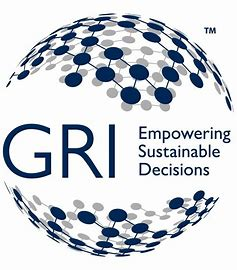 TM
GRI
Empowering
Sustainable
Decisions